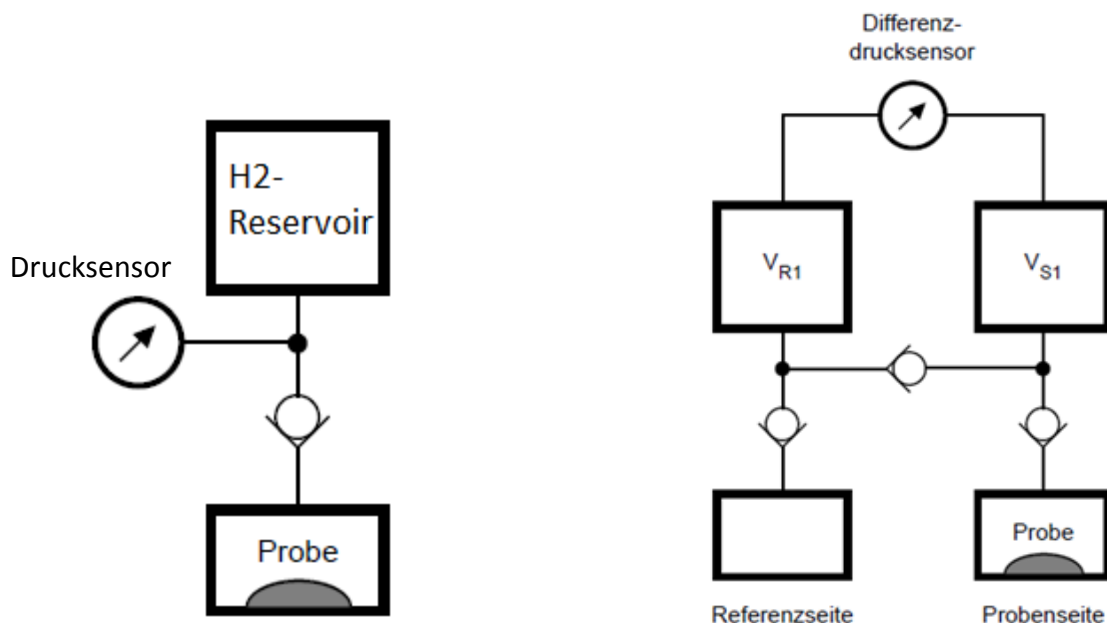 H2-
Reservoir
Drucksensor
Probe
Differenz-
drucksensor
V_R1
V_S1
Probe
Referenzseite
Probenseite